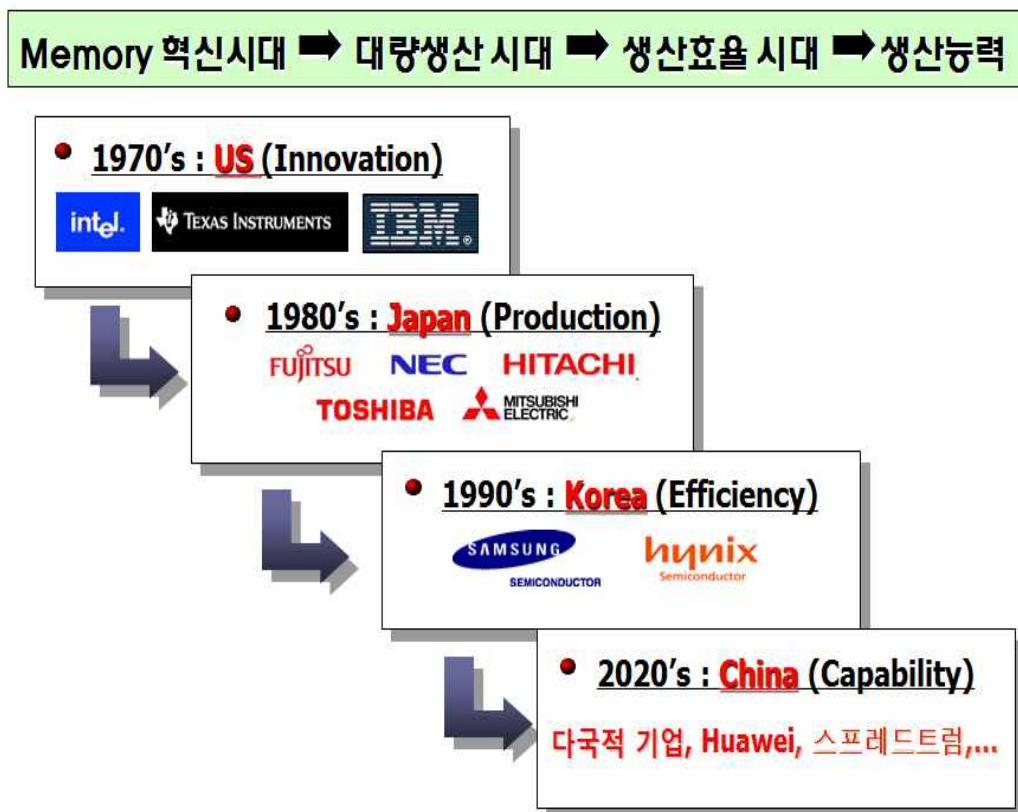 Memory 혁신시대 ➡ 대량생산 시대 ➡ 생산효율 시대 ➡생산능력
• 1970's : US (Innovation)
intel. TEXAS INSTRUMENTS IBM®
• 1980's : Japan (Production)
FUJITSU NEC HITACHI
TOSHIBA MITSUBISHI ELECTRIC
• 1990's : Korea (Efficiency)
SAMSUNG SEMICONDUCTOR hynix Semiconductor
• 2020's : China (Capability)
다국적 기업, Huawei, 스프레드트럼,...